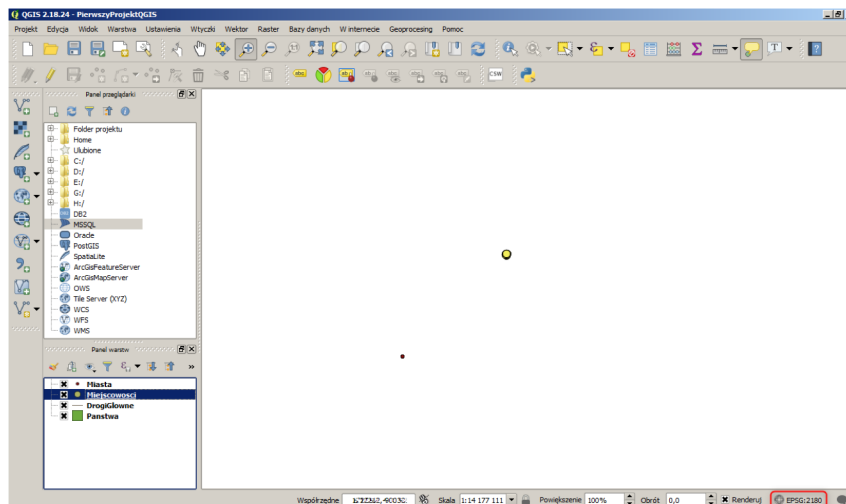 QGIS 2.18.24 - PierwszyProjektQGIS
Projekt Edycja Widok Warstwa Ustawienia Wtyczki Wektor Raster Bazy danych W internecie Geoprocesing Pomoc
Panel przeglądarki
Folder projektu
Home
Ulubione
C:/
D:/
E:/
G:/
H:/
DB2
MSSQL
Oracle
PostGIS
SpatiaLite
ArcGisFeatureServer
ArcGisMapServer
OWS
Tile Server (XYZ)
WCS
WFS
WMS
Panel warstw
Miasta
Miejscowosci
DrogiGlowne
Panstwa
Współrzędne Skala 1:14 177 111 Powiększenie 100% Obrót 0,0 Renderuj EPSG:2180